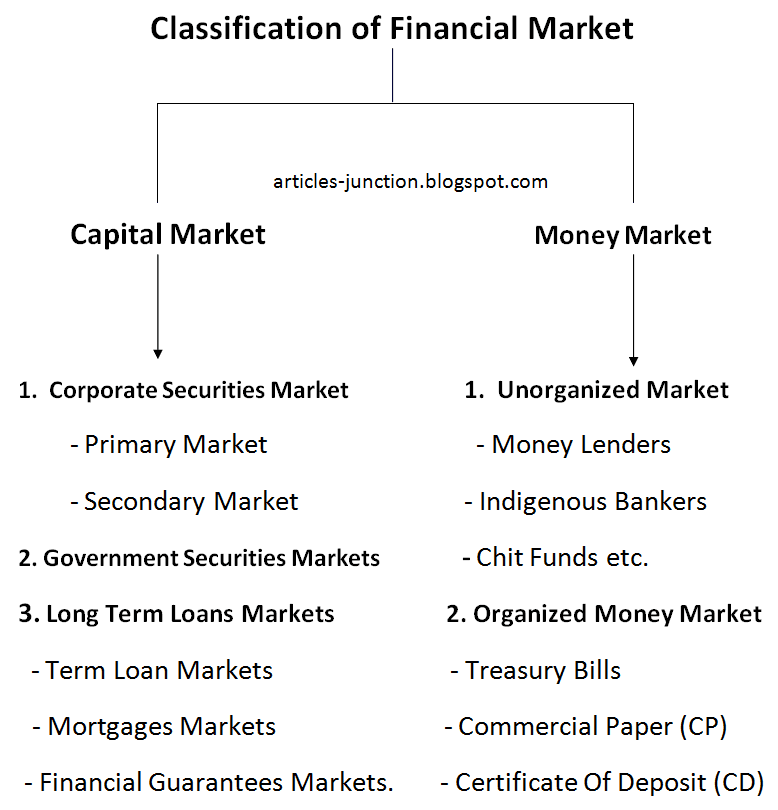 Classification of Financial Market
articles-junction.blogspot.com
Capital Market
1. Corporate Securities Market
- Primary Market
- Secondary Market
2. Government Securities Markets
3. Long Term Loans Markets
- Term Loan Markets
- Mortgages Markets
- Financial Guarantees Markets.
Money Market
1. Unorganized Market
- Money Lenders
- Indigenous Bankers
- Chit Funds etc.
2. Organized Money Market
- Treasury Bills
- Commercial Paper (CP)
- Certificate Of Deposit (CD)